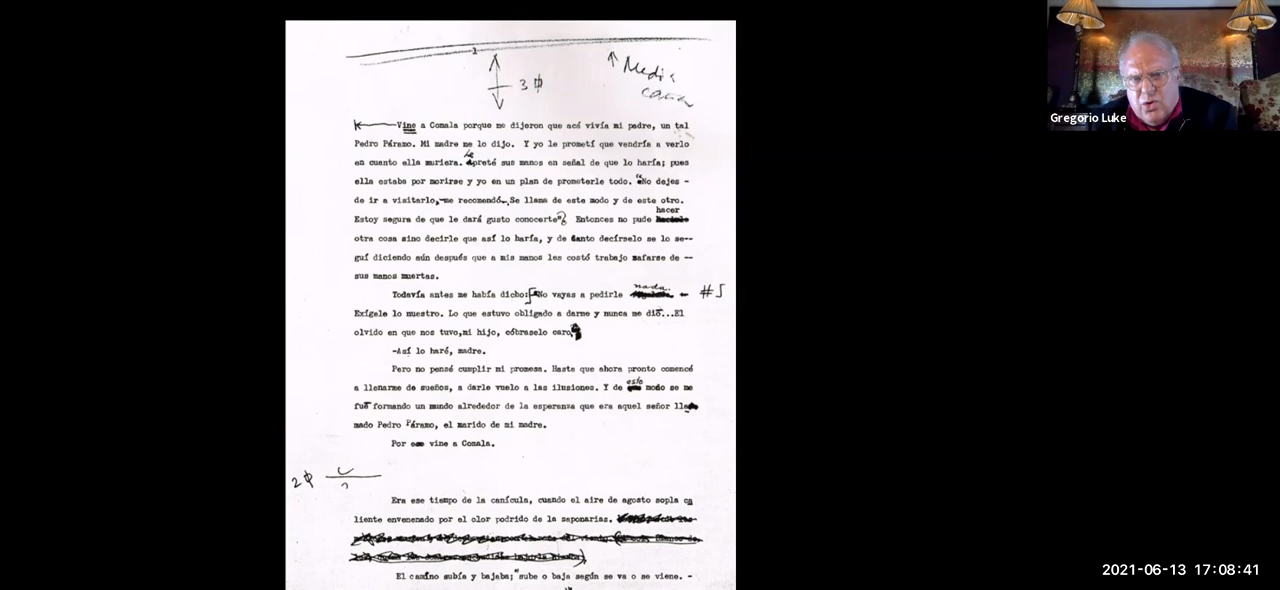 3
Media
caña
Gregorio Luke
Vine a Comala porque me dijeron que acá vivía mi padre, un tal
Pedro Páramo. Mi madre me lo dijo. Y yo le prometí que vendría a verlo
en cuanto ella muriera. Le apreté sus manos en señal de que lo haría; pues
ella estaba por morirse y yo en un plan de prometerle todo. "No dejes -
de ir a visitarlo, -me recomendó-. Se llama de este modo y de este otro.
Estoy segura de que le dará gusto conocerte". Entonces no pude hacer
otra cosa sino decirle que así lo haría, y de tanto decírselo se lo se--
guí diciendo aún después que a mis manos les costó trabajo zafarse de --
sus manos muertas.
Todavía antes me había dicho: No vayas a pedirle nada. - #5
Exígele lo nuestro. Lo que estuvo obligado a darme y nunca me dio...El
olvido en que nos tuvo,mi hijo, cóbraselo caro
-Así lo haré, madre.
Pero no pensé cumplir mi promesa. Hasta que ahora pronto comencé
a llenarme de sueños, a darle vuelo a las ilusiones. Y de este modo se me
fue formando un mundo alrededor de la esperanza que era aquel señor lla
mado Pedro Páramo, el marido de mi madre.
Por eso vine a Comala.
2
Era ese tiempo de la canícula, cuando el aire de agosto sopla ca
liente envenenado por el olor podrido de la saponarias.
El camino subía y bajaba; "sube o baja según se va o se viene. -
2021-06-13 17:08:41